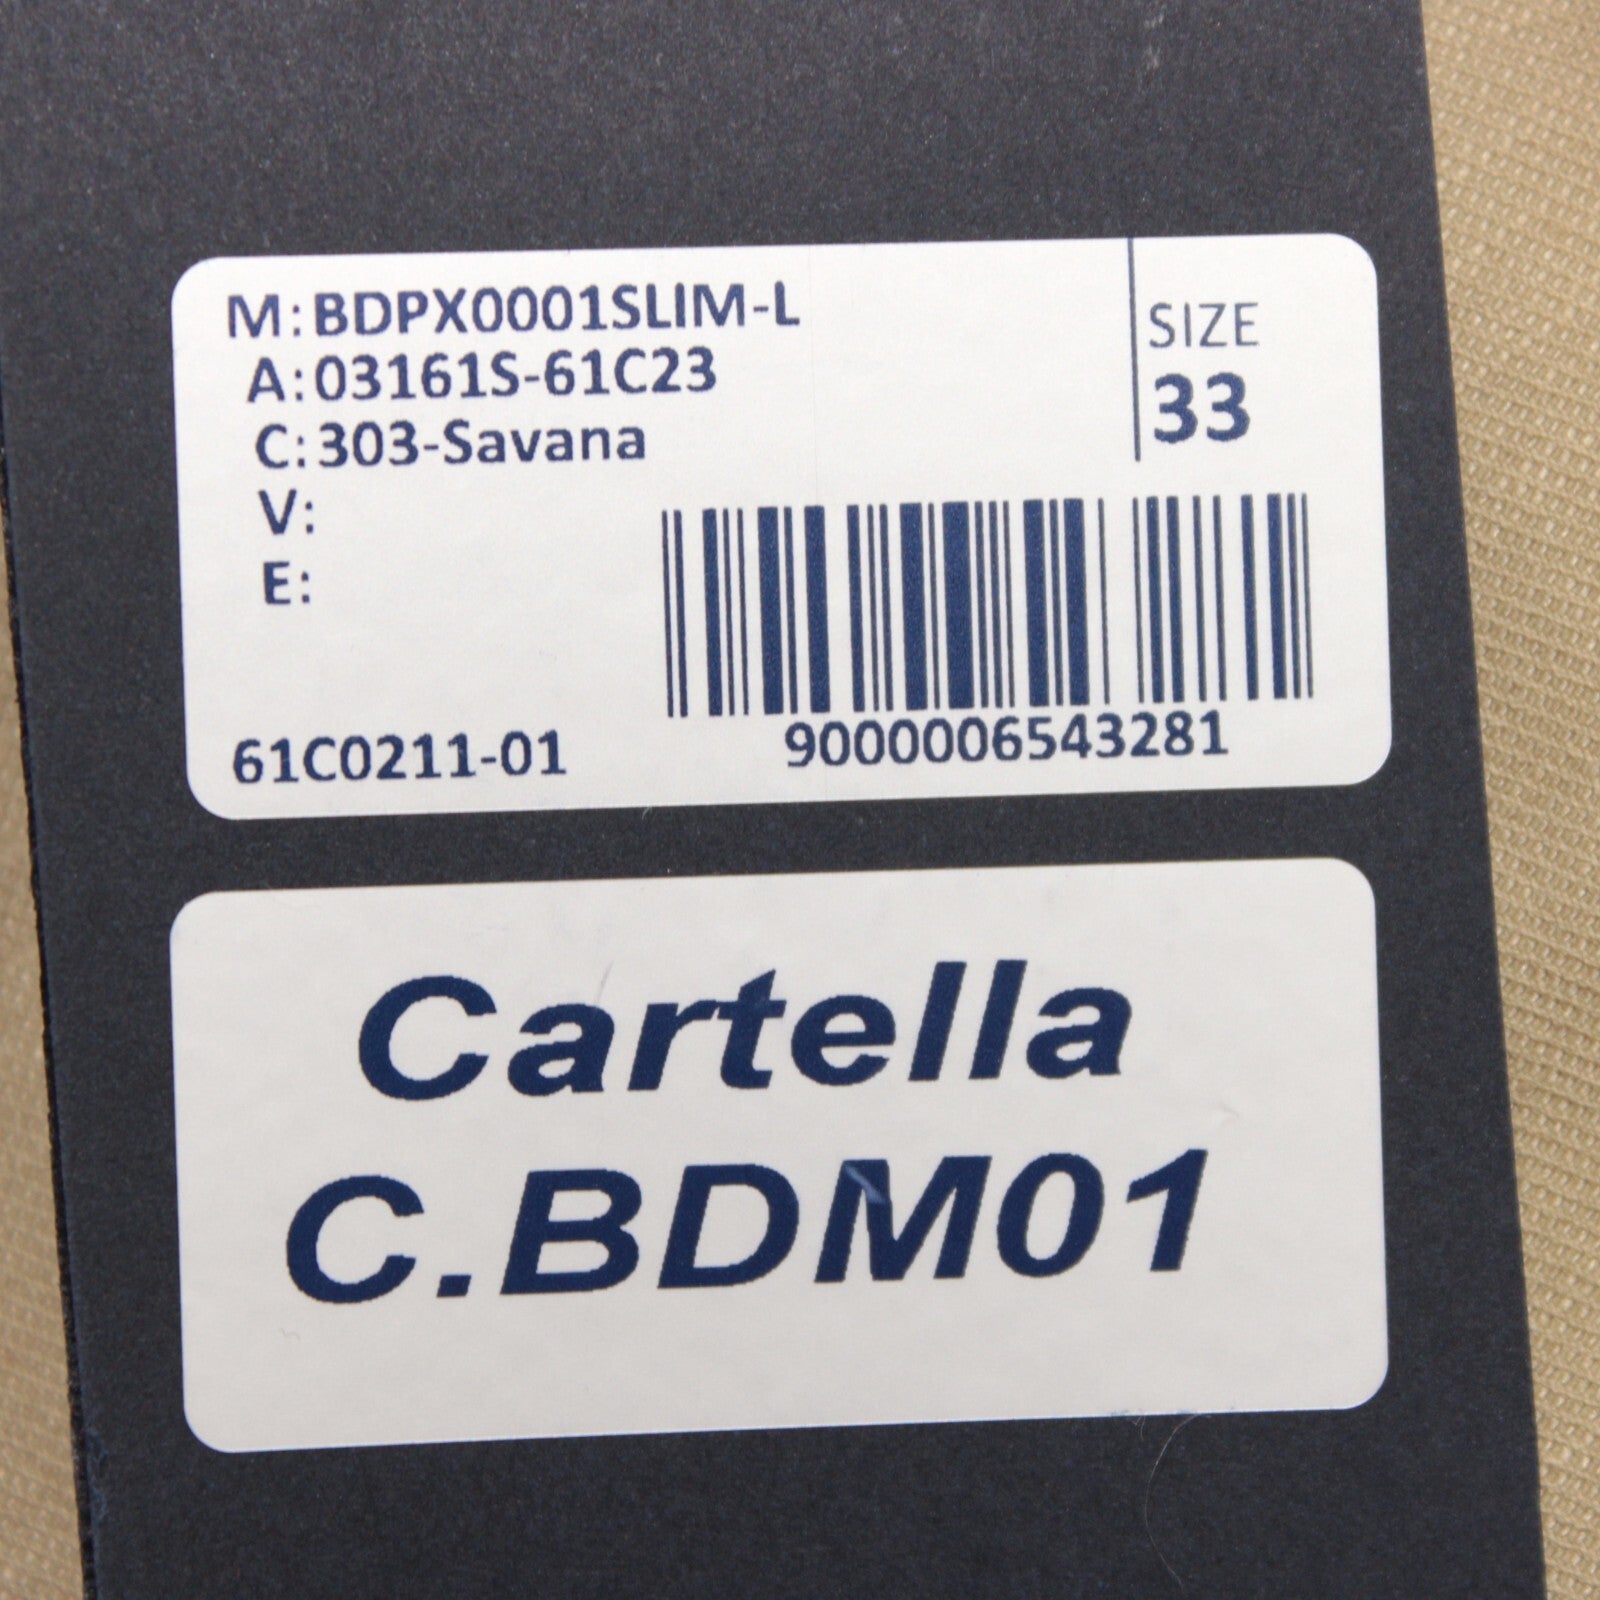 M: BDPX0001SLIM-L
A: 03161S-61C23
C: 303-Savana
V:
E:
SIZE
33
61C0211-01
9000006543281
Cartella
C.BDM01